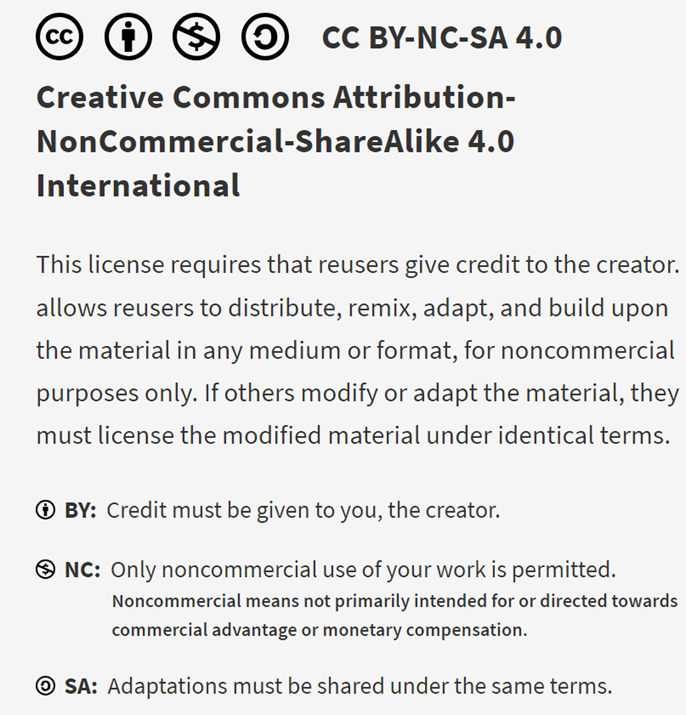 CC BY-NC-SA 4.0
Creative Commons Attribution-
NonCommercial-ShareAlike 4.0
International
This license requires that reusers give credit to the creator.
allows reusers to distribute, remix, adapt, and build upon
the material in any medium or format, for noncommercial
purposes only. If others modify or adapt the material, they
must license the modified material under identical terms.
BY: Credit must be given to you, the creator.
NC: Only noncommercial use of your work is permitted.
Noncommercial means not primarily intended for or directed towards
commercial advantage or monetary compensation.
SA: Adaptations must be shared under the same terms.